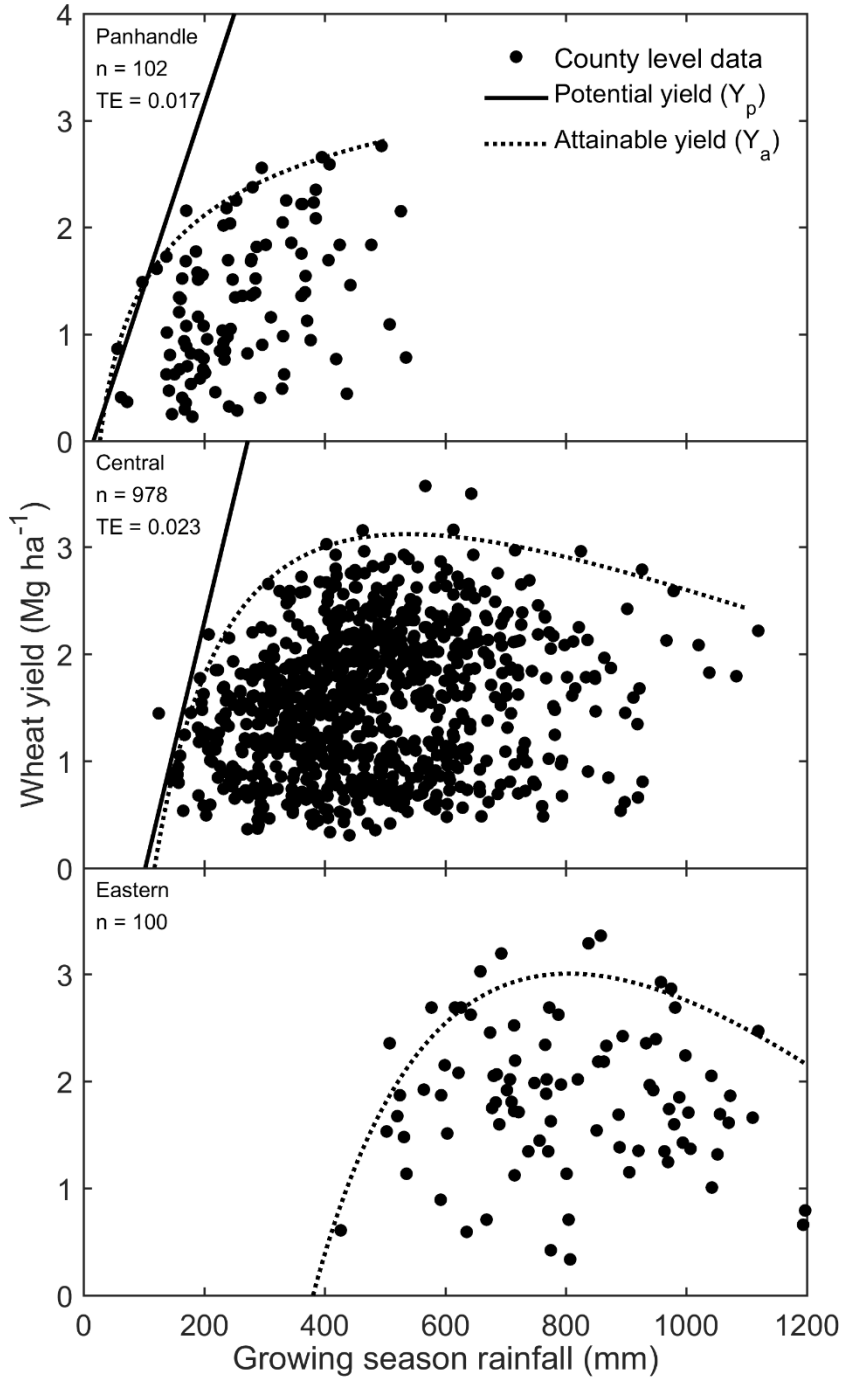 4
Panhandle
n = 102
TE = 0.017
County level data
Potential yield (Yp)
Attainable yield (Ya)
3
2
1
0
Central
n = 978
TE = 0.023
3
2
1
0
Wheat yield (Mg ha-1)
Eastern
n = 100
3
2
1
0
0 200 400 600 800 1000 1200
Growing season rainfall (mm)